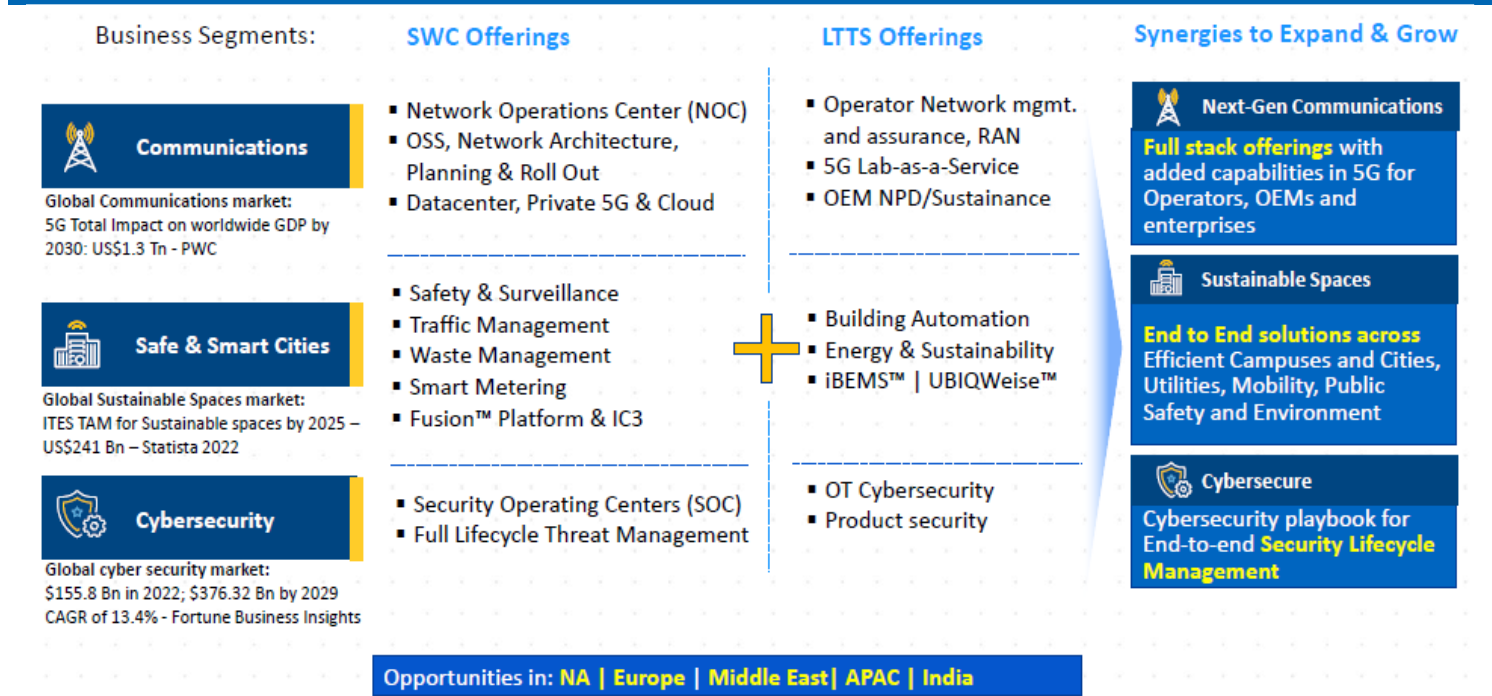 Business Segments:
SWC Offerings
LTTS Offerings
Synergies to Expand & Grow
Communications
Global Communications market:
5G Total Impact on worldwide GDP by
2030: US$1.3 Tn - PWC
▪ Network Operations Center (NOC)
▪ OSS, Network Architecture,
Planning & Roll Out
▪ Datacenter, Private 5G & Cloud
▪ Operator Network mgmt.
and assurance, RAN
▪ 5G Lab-as-a-Service
▪ OEM NPD/Sustainance
Next-Gen Communications
Full stack offerings with
added capabilities in 5G for
Operators, OEMs and
enterprises
Safe & Smart Cities
Global Sustainable Spaces market:
ITES TAM for Sustainable spaces by 2025 –
US$241 Bn – Statista 2022
▪ Safety & Surveillance
▪ Traffic Management
▪ Waste Management
▪ Smart Metering
▪ Fusion™ Platform & IC3
▪ Building Automation
▪ Energy & Sustainability
▪ iBEMS™ | UBIQWeise™
Sustainable Spaces
End to End solutions across
Efficient Campuses and Cities,
Utilities, Mobility, Public
Safety and Environment
Cybersecurity
Global cyber security market:
$155.8 Bn in 2022; $376.32 Bn by 2029
CAGR of 13.4% - Fortune Business Insights
▪ Security Operating Centers (SOC)
▪ Full Lifecycle Threat Management
▪ OT Cybersecurity
▪ Product security
Cybersecure
Cybersecurity playbook for
End-to-end Security Lifecycle
Management
Opportunities in: NA | Europe | Middle East| APAC | India